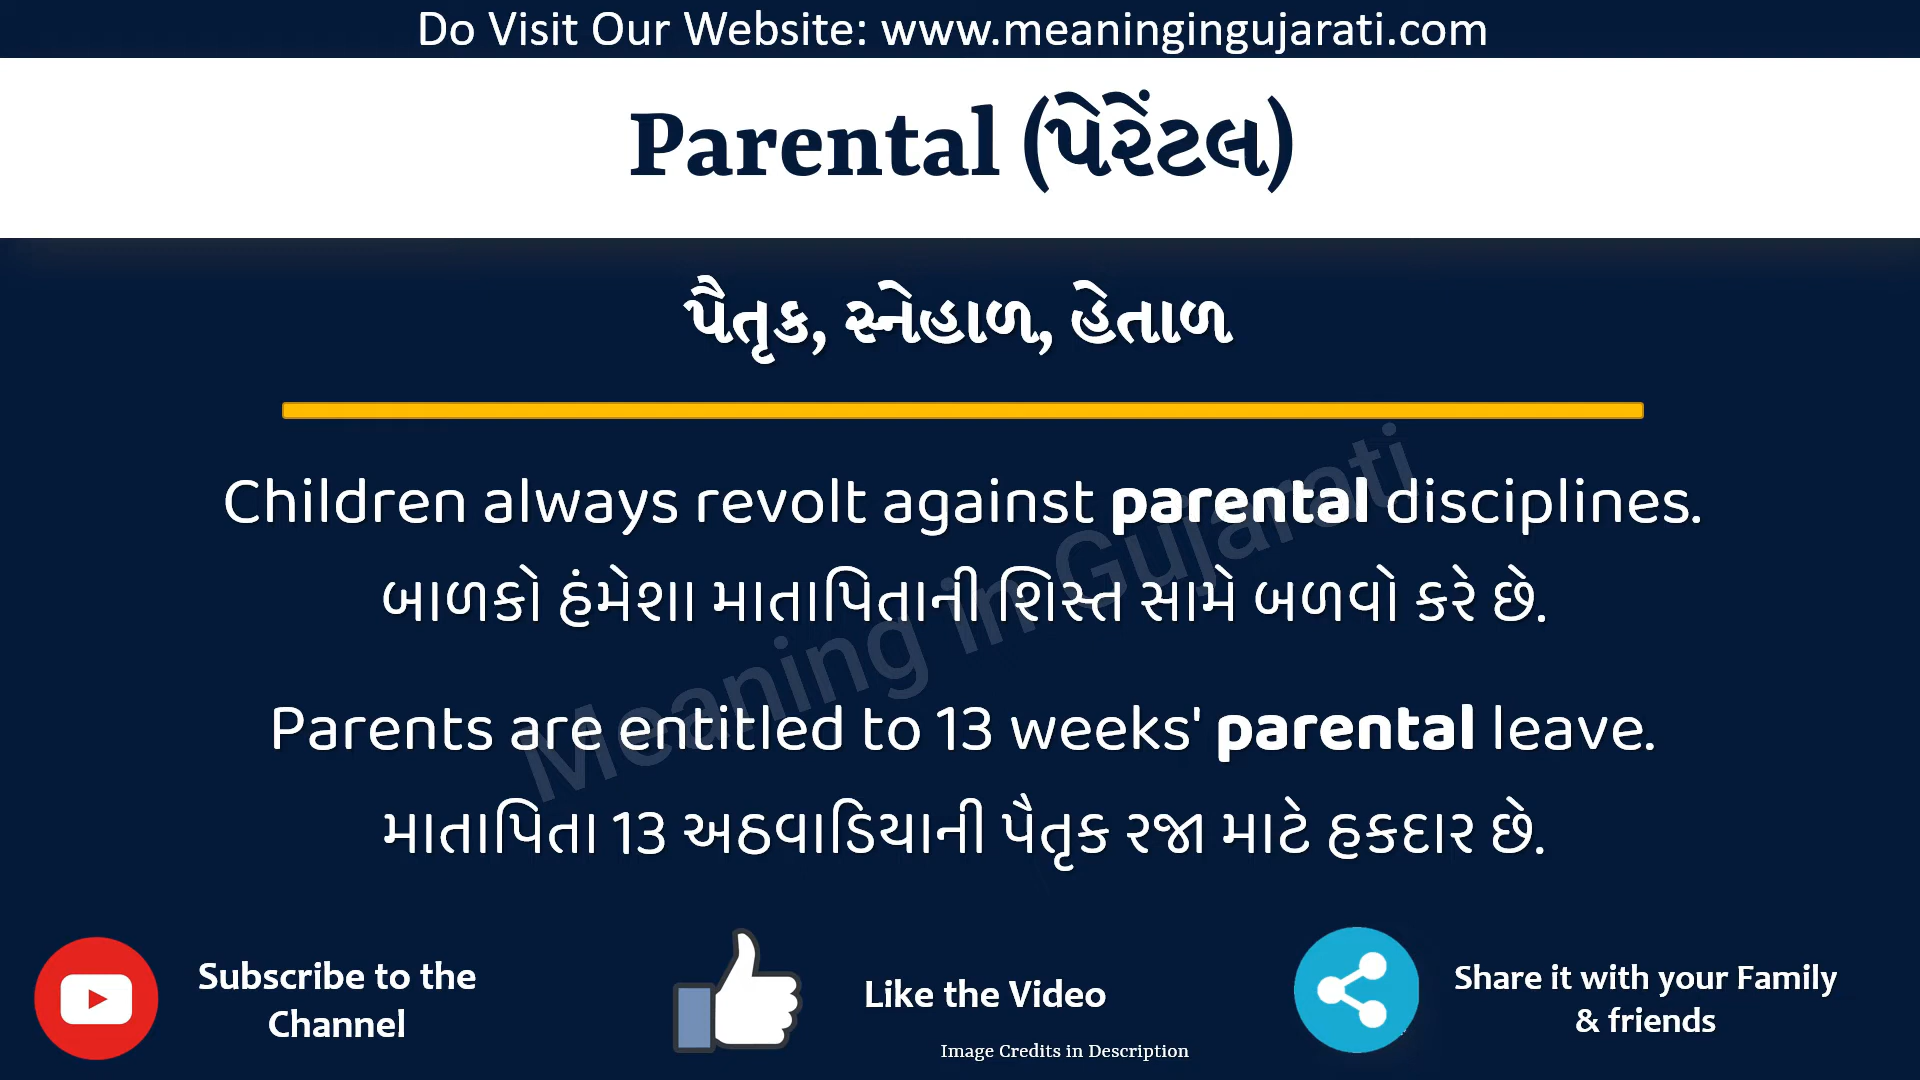 Do Visit Our Website: www.meaningingujarati.com
Parental (પેરેંટલ)
પૈતૃક, સ્નેહાળ, હેતાળ
Children always revolt against parental disciplines.
બાળકો હંમેશા માતાપિતાની શિસ્ત સામે બળવો કરે છે.
Meaning in Gujarati
Parents are entitled to 13 weeks' parental leave.
માતાપિતા 13 અઠવાડિયાની પૈતૃક રજા માટે હકદાર છે.
Subscribe to the
Channel
Like the Video
Share it with your Family
& friends
Image Credits in Description